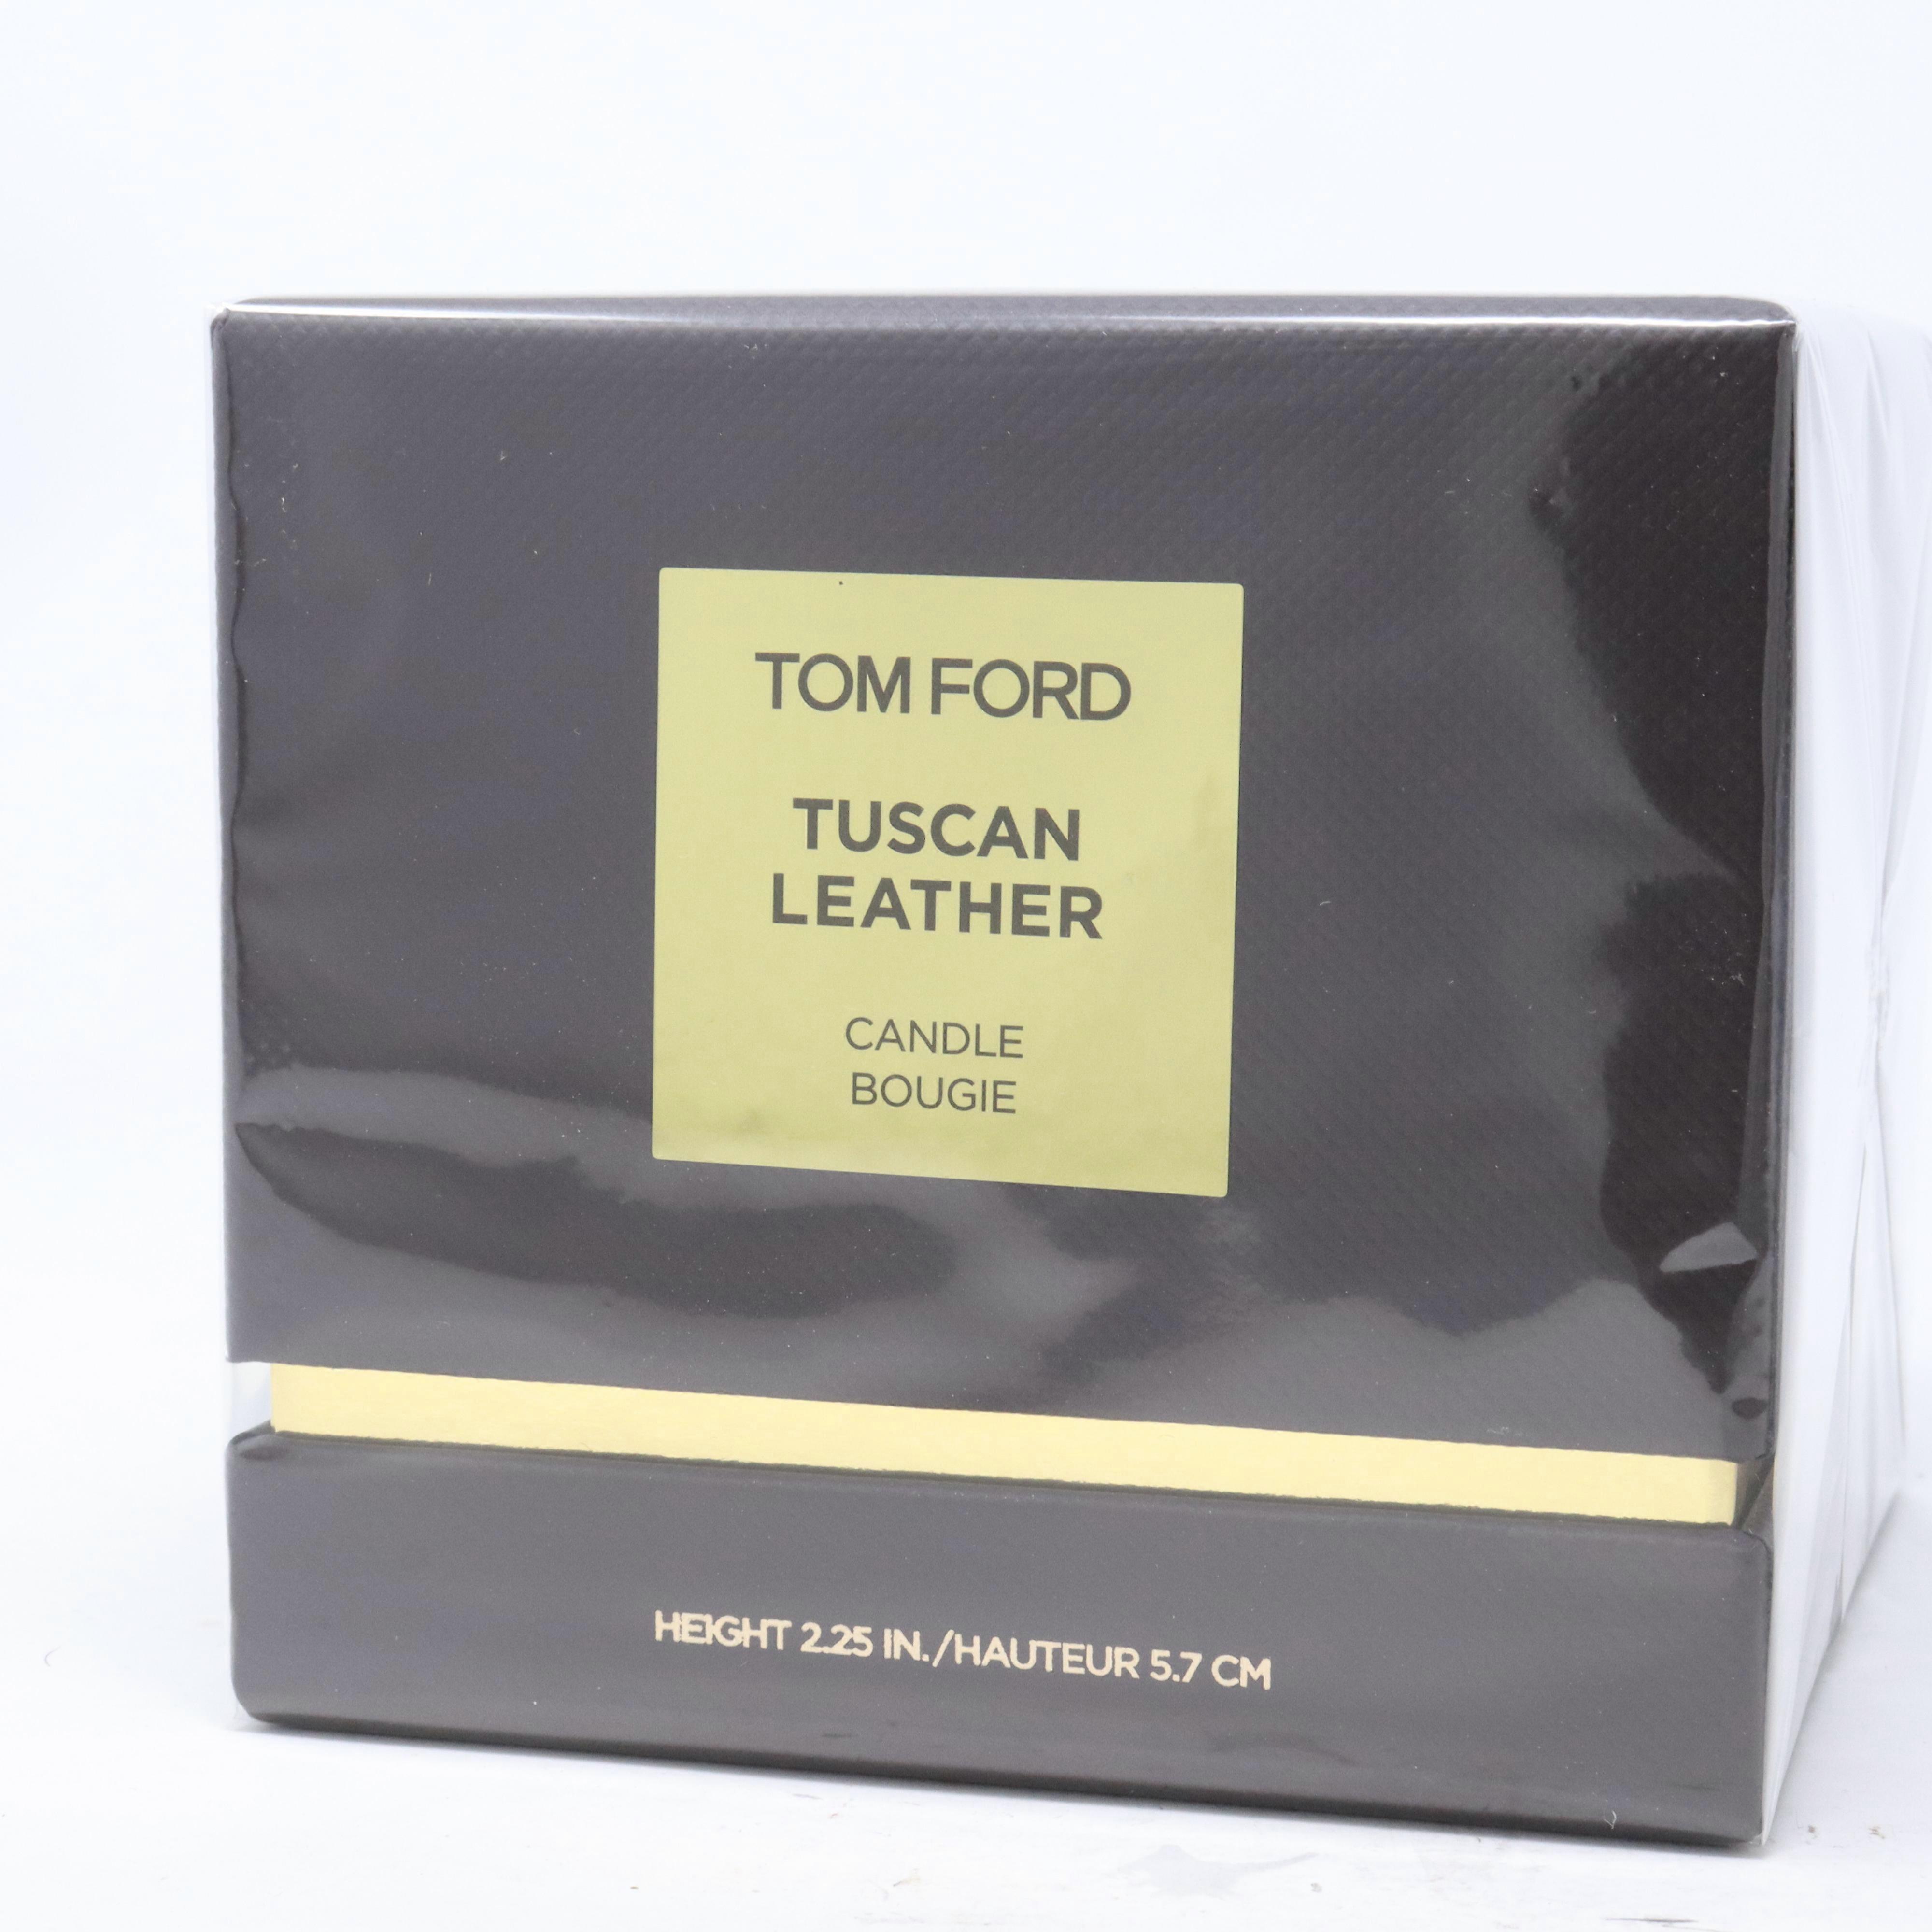 TOM FORD
TUSCAN
LEATHER
CANDLE
BOUGIE
HEIGHT 2.25 IN./HAUTEUR 5.7 CM